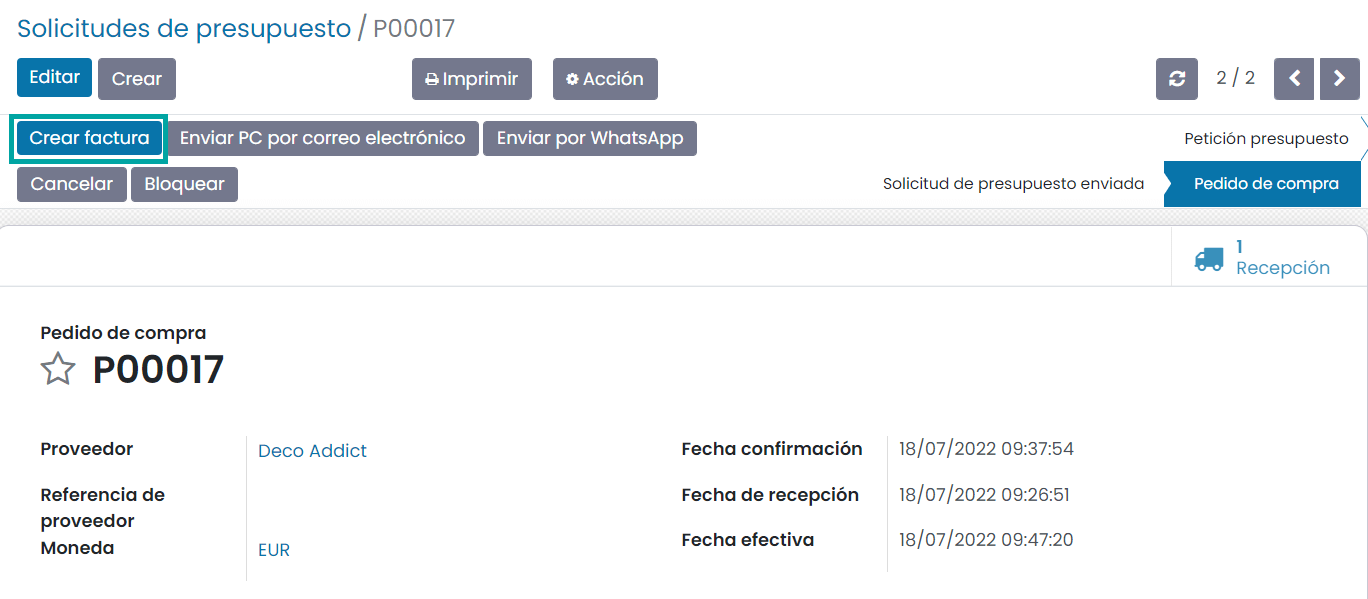 Solicitudes de presupuesto / P00017
Editar Crear Imprimir Acción 2 / 2
Crear factura Enviar PC por correo electrónico Enviar por WhatsApp Petición presupuesto
Cancelar Bloquear Solicitud de presupuesto enviada Pedido de compra
1
Recepción
Pedido de compra
P00017
Proveedor Deco Addict Fecha confirmación 18/07/2022 09:37:54
Referencia de Fecha de recepción 18/07/2022 09:26:51
proveedor
Moneda EUR Fecha efectiva 18/07/2022 09:47:20